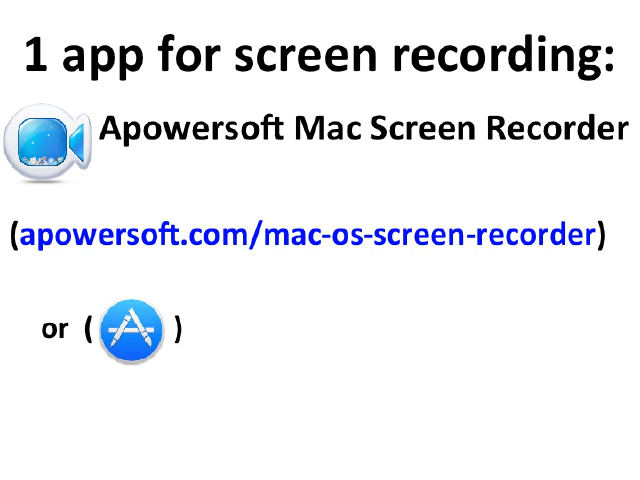 1 app for screen recording:
Apowersoft Mac Screen Recorder
(apowersoft.com/mac-os-screen-recorder)
or ( )